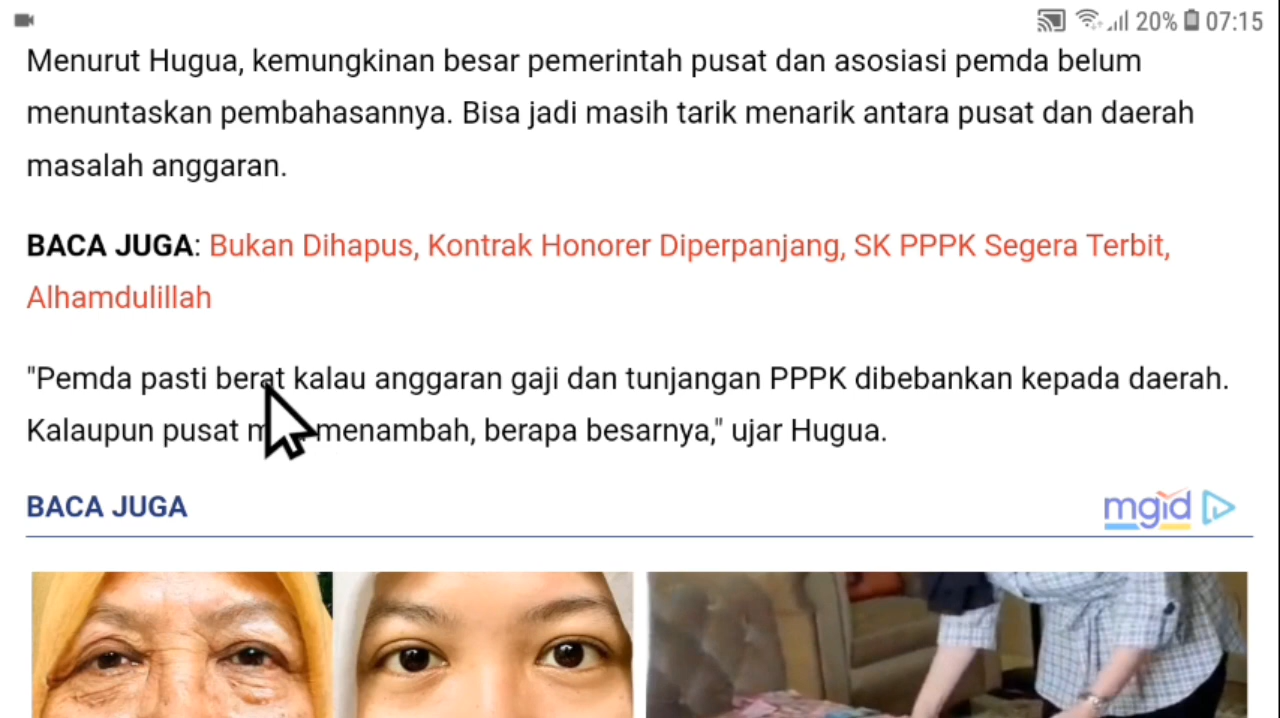 20% 07:15
Menurut Hugua, kemungkinan besar pemerintah pusat dan asosiasi pemda belum
menuntaskan pembahasannya. Bisa jadi masih tarik menarik antara pusat dan daerah
masalah anggaran.
BACA JUGA: Bukan Dihapus, Kontrak Honorer Diperpanjang, SK PPPK Segera Terbit,
Alhamdulillah
"Pemda pasti berat kalau anggaran gaji dan tunjangan PPPK dibebankan kepada daerah.
Kalaupun pusat menambah, berapa besarnya," ujar Hugua.
BACA JUGA mgid